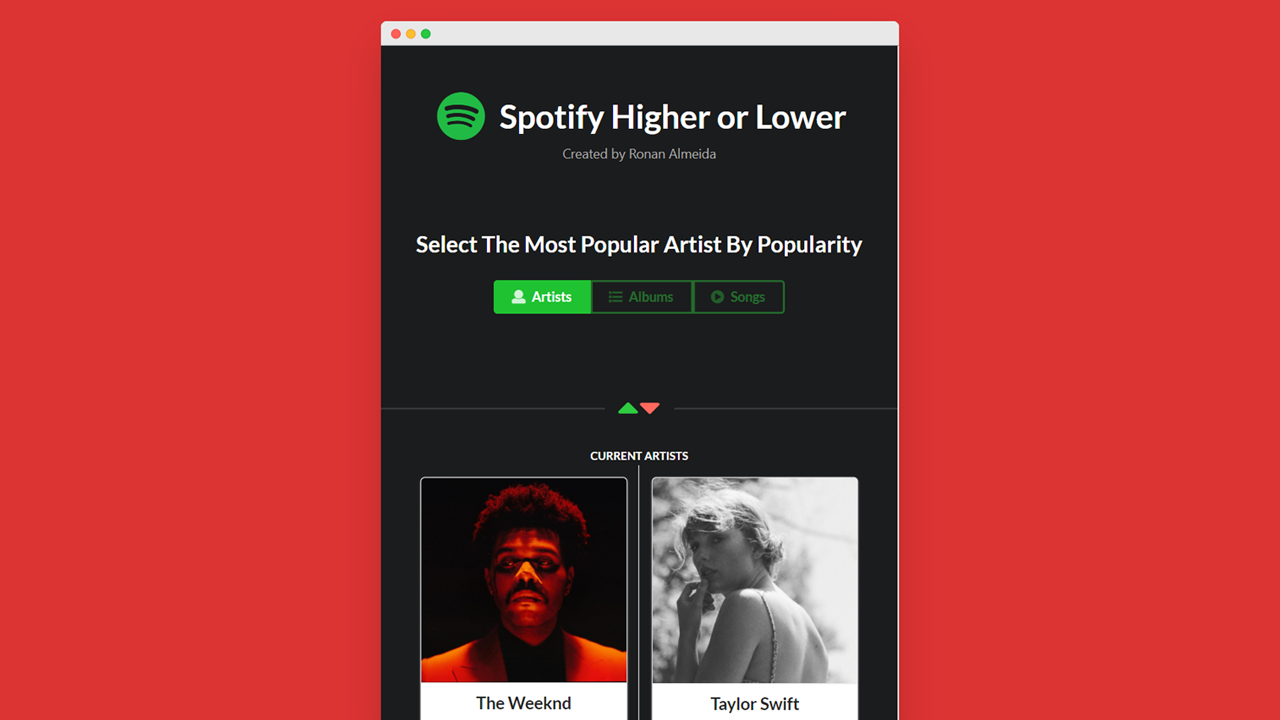 Spotify Higher or Lower
Created by Ronan Almeida
Select The Most Popular Artist By Popularity
Artists Albums Songs
CURRENT ARTISTS
The Weeknd Taylor Swift